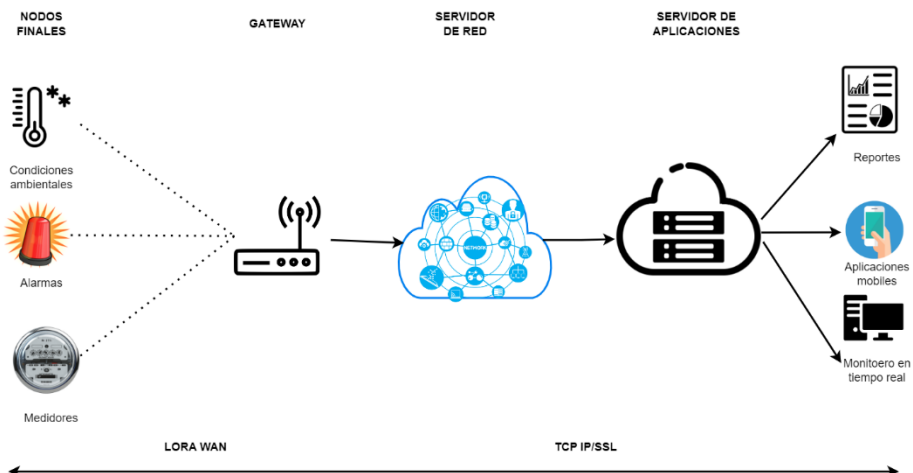 NODOS
FINALES
GATEWAY
SERVIDOR
DE RED
SERVIDOR DE
APLICACIONES
Condiciones
ambientales
Alarmas
Medidores
NETWORK
Reportes
Aplicaciones
mobiles
Monitoero en
tiempo real
LORA WAN
TCP IP/SSL